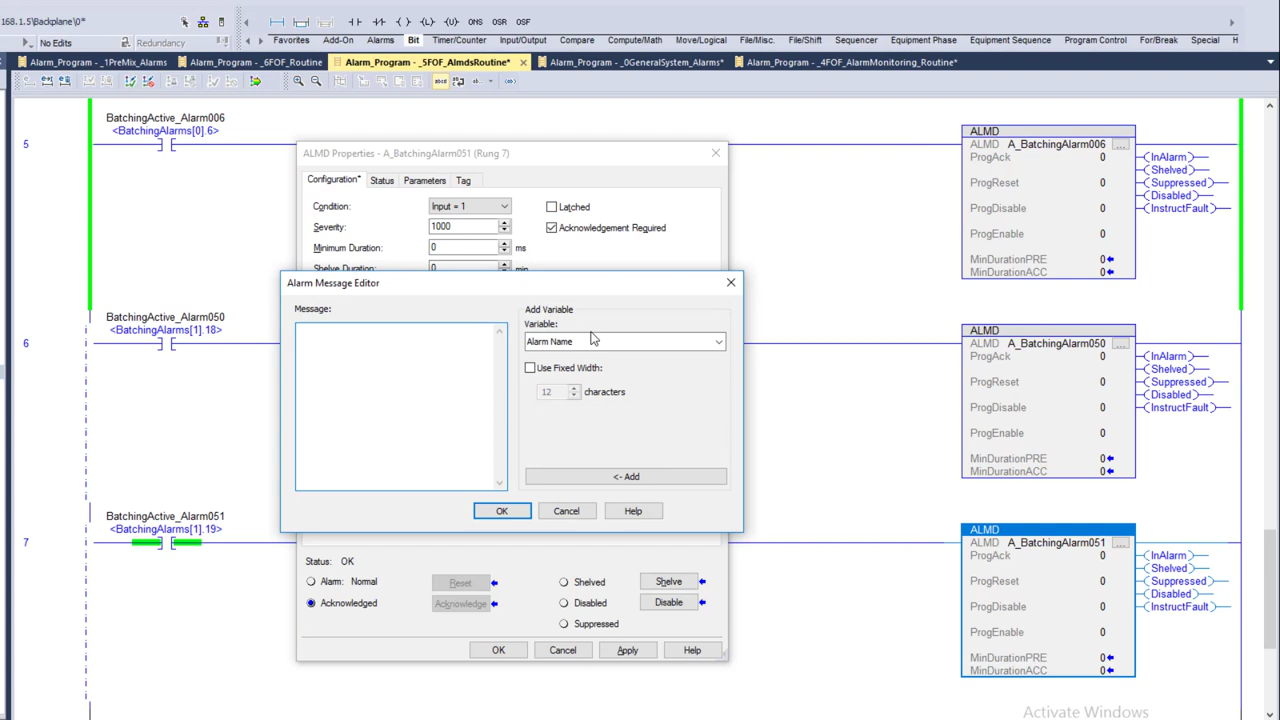 168.1.5\Backplane\0*
No Edits
Redundancy
Favorites Add-On Alarms Bit Timer/Counter Input/Output Compare Compute/Math Move/Logical File/Misc. File/Shift Sequencer Equipment Phase Equipment Sequence Program Control For/Break Special H
ONS OSR OSF
Alarm_Program - _1PreMix_Alarms
Alarm_Program - _6FOF_Routine
Alarm_Program - _5FOF_AlmdsRoutine*
Alarm_Program - _0GeneralSystem_Alarms*
Alarm_Program - _4FOF_AlarmMonitoring_Routine*
5
BatchingActive_Alarm006
<BatchingAlarms[0].6>
ALMD
ALMD A_BatchingAlarm006 ...
ProgAck 0
ProgReset 0
ProgDisable 0
ProgEnable 0
MinDurationPRE 0
MinDurationACC 0
InAlarm
Shelved
Suppressed
Disabled
InstructFault
ALMD Properties - A_BatchingAlarm051 (Rung 7)
Configuration* Status Parameters Tag
Condition: Input = 1
Latched
Severity: 1000
Acknowledgement Required
Minimum Duration: 0 ms
Shelve Duration: 0 min
Alarm Message Editor
Message:
Add Variable
Variable:
Alarm Name
Use Fixed Width:
12 characters
<- Add
OK Cancel Help
6
BatchingActive_Alarm050
<BatchingAlarms[1].18>
ALMD
ALMD A_BatchingAlarm050 ...
ProgAck 0
ProgReset 0
ProgDisable 0
ProgEnable 0
MinDurationPRE 0
MinDurationACC 0
InAlarm
Shelved
Suppressed
Disabled
InstructFault
7
BatchingActive_Alarm051
<BatchingAlarms[1].19>
ALMD
ALMD A_BatchingAlarm051 ...
ProgAck 0
ProgReset 0
ProgDisable 0
ProgEnable 0
MinDurationPRE 0
MinDurationACC 0
InAlarm
Shelved
Suppressed
Disabled
InstructFault
Status: OK
Alarm: Normal Reset
Acknowledged Acknowledge
Shelved Shelve
Disabled Disable
Suppressed
OK Cancel Apply Help
Activate Windows